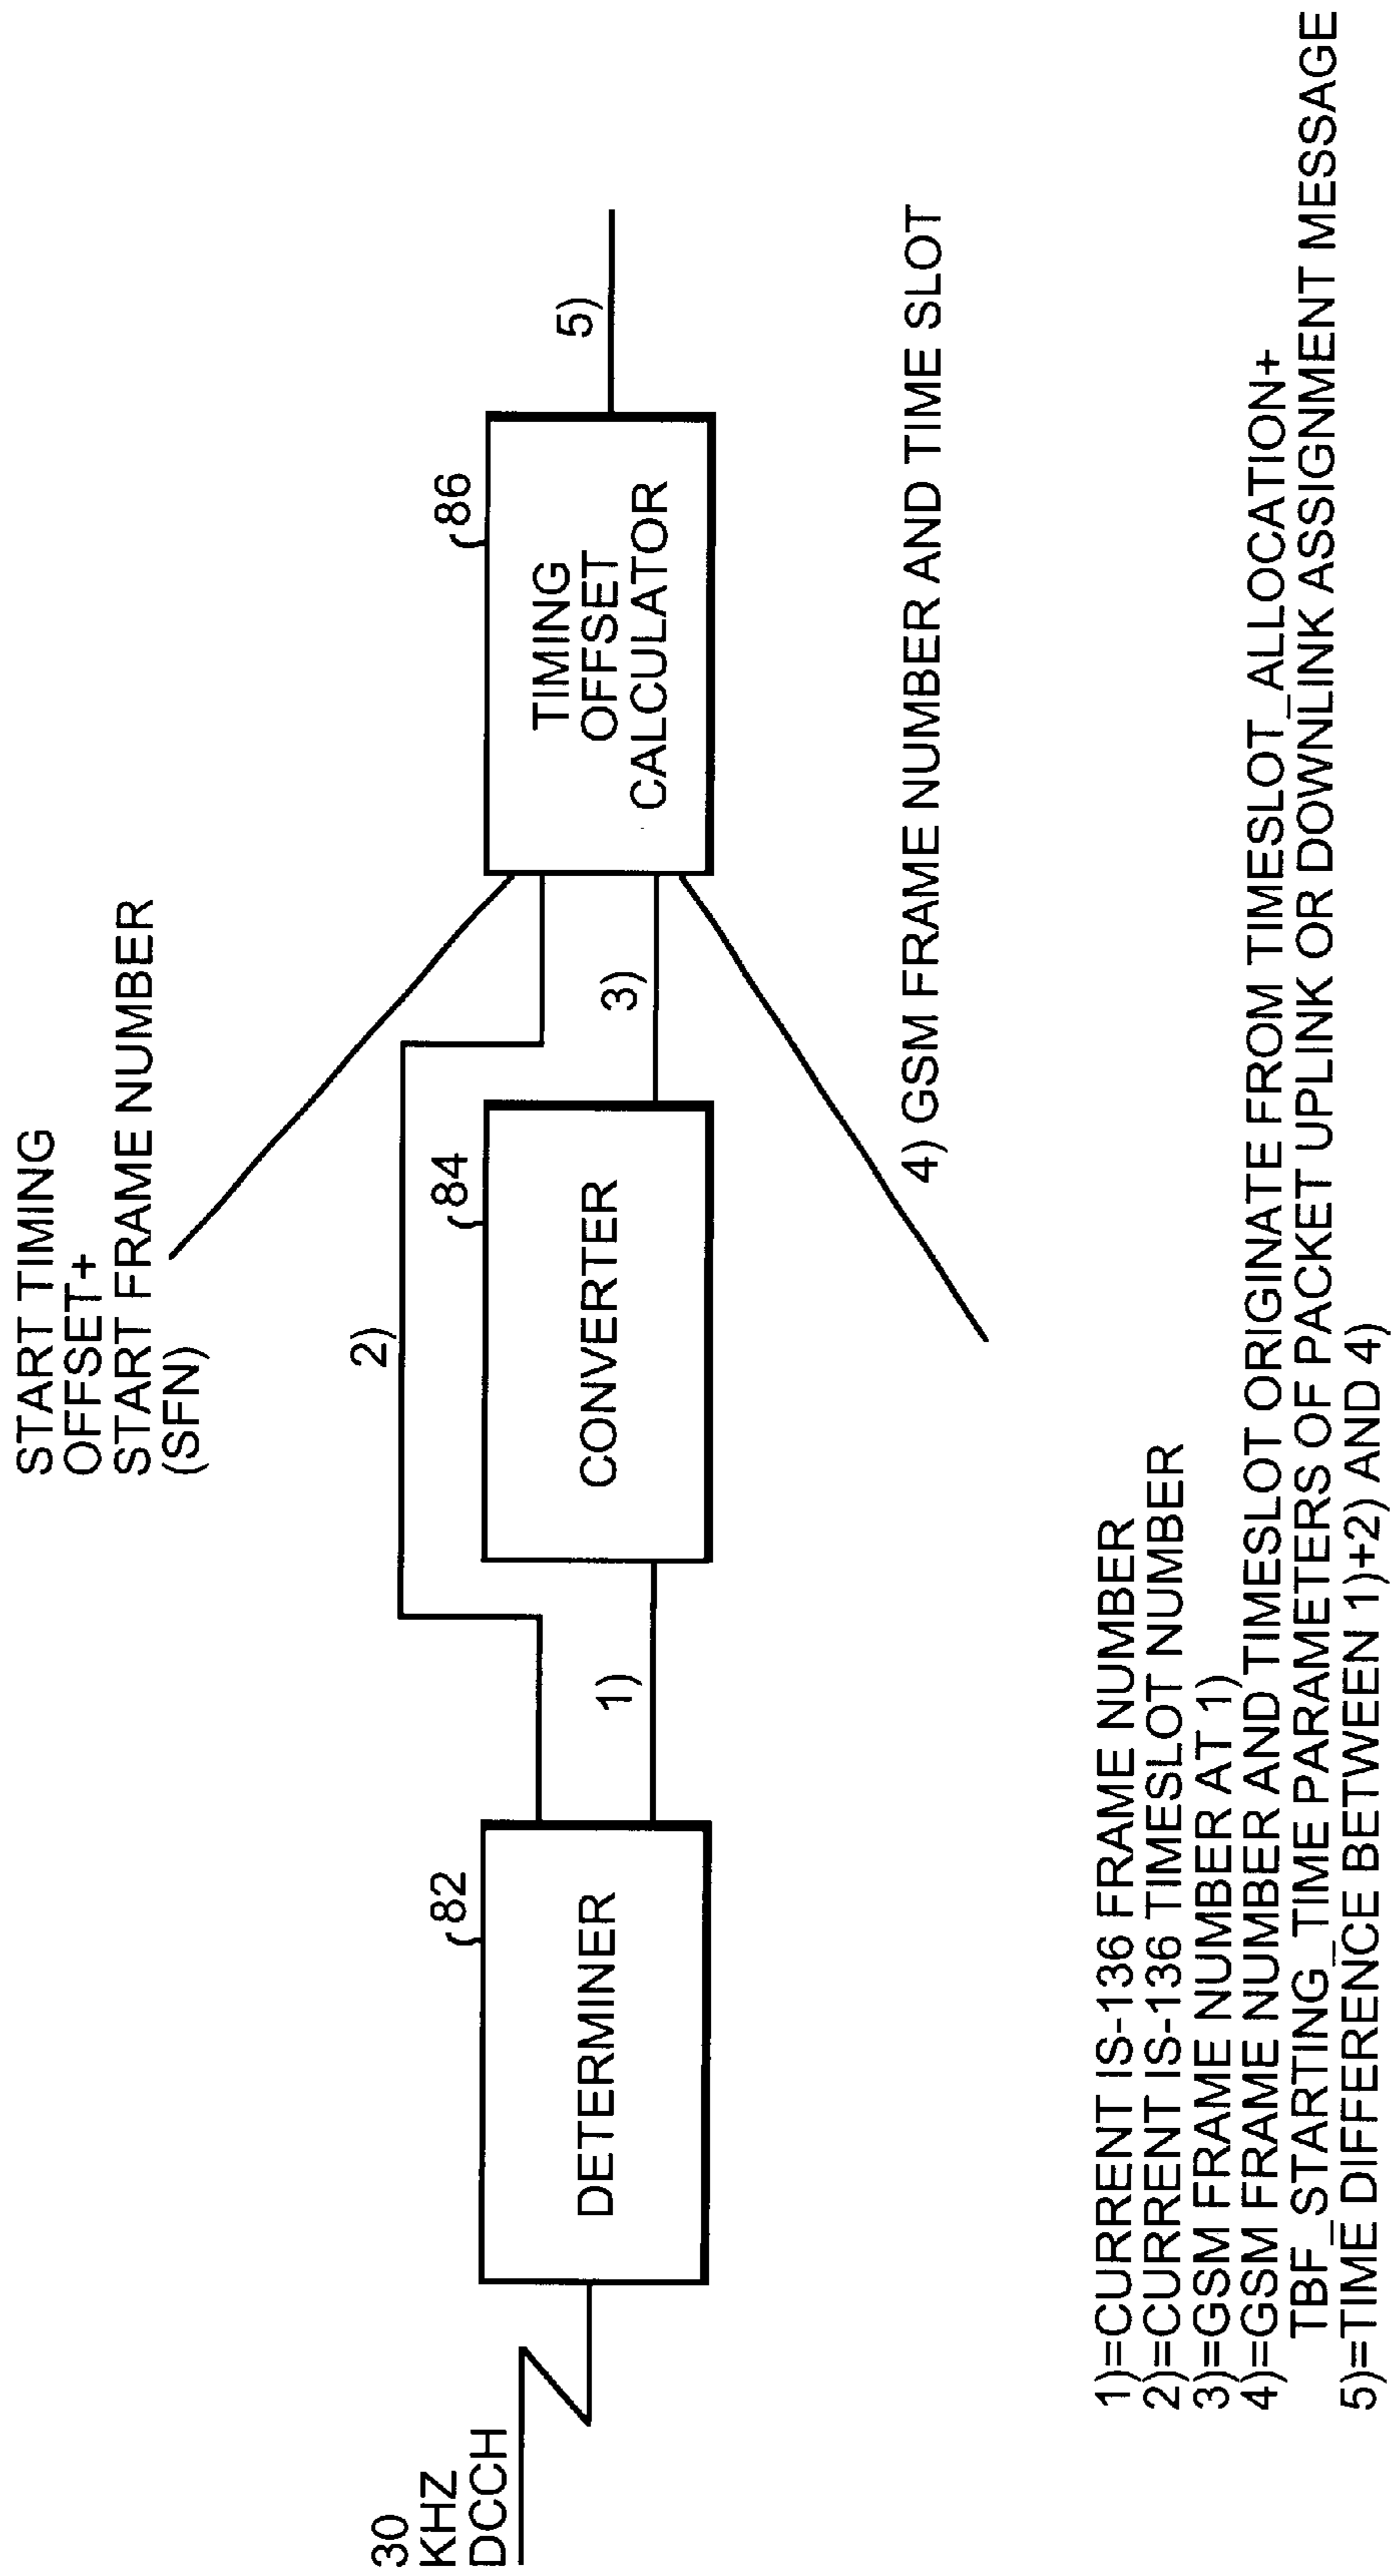 START TIMING
OFFSET+
START FRAME NUMBER
(SFN)
30
KHZ
DCCH
82
DETERMINER
1)
2)
84
CONVERTER
3)
86
TIMING
OFFSET
CALCULATOR
5)
4) GSM FRAME NUMBER AND TIME SLOT
1)=CURRENT IS-136 FRAME NUMBER
2)=CURRENT IS-136 TIMESLOT NUMBER
3)=GSM FRAME NUMBER AT 1)
4)=GSM FRAME NUMBER AND TIMESLOT ORIGINATE FROM TIMESLOT_ALLOCATION+
TBF_STARTING_TIME PARAMETERS OF PACKET UPLINK OR DOWNLINK ASSIGNMENT MESSAGE
5)=TIME DIFFERENCE BETWEEN 1)+2) AND 4)